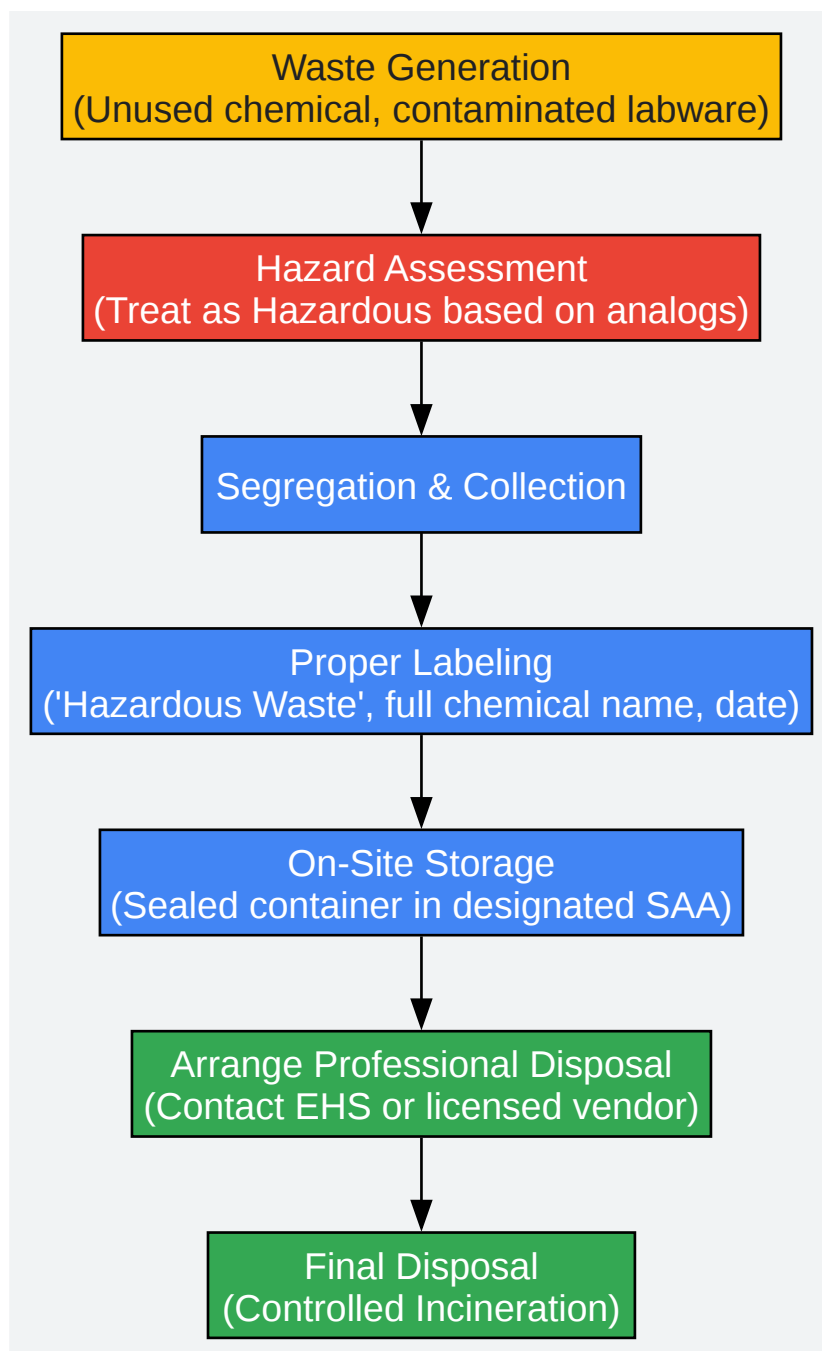 Waste Generation
(Unused chemical, contaminated labware)
Hazard Assessment
(Treat as Hazardous based on analogs)
Segregation & Collection
Proper Labeling
('Hazardous Waste', full chemical name, date)
On-Site Storage
(Sealed container in designated SAA)
Arrange Professional Disposal
(Contact EHS or licensed vendor)
Final Disposal
(Controlled Incineration)